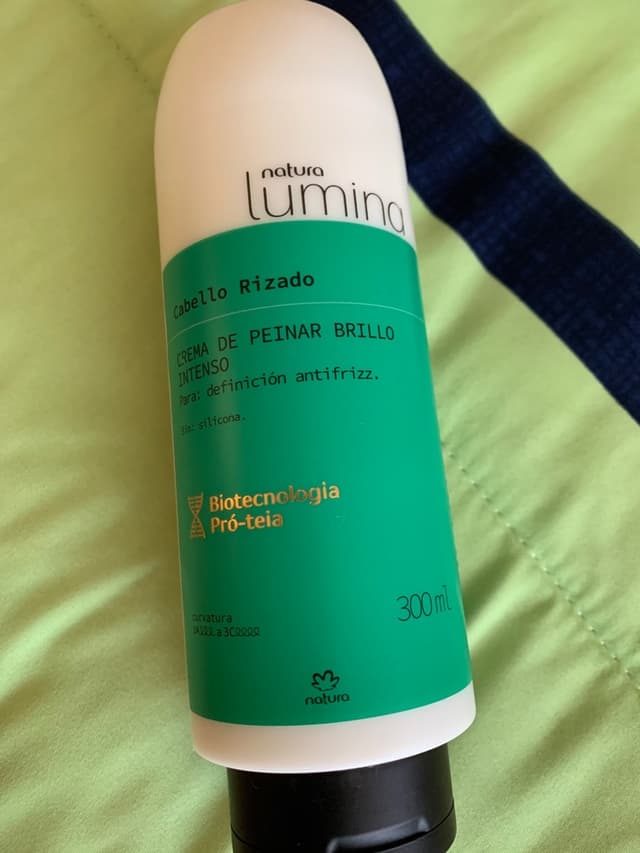 natura
lumina
Cabello Rizado
CREMA DE PEINAR BRILLO
INTENSO
Para: definición antifrizz.
Sin: silicona.
Biotecnologia
Pró-teia
curvatura
300 ml
natura